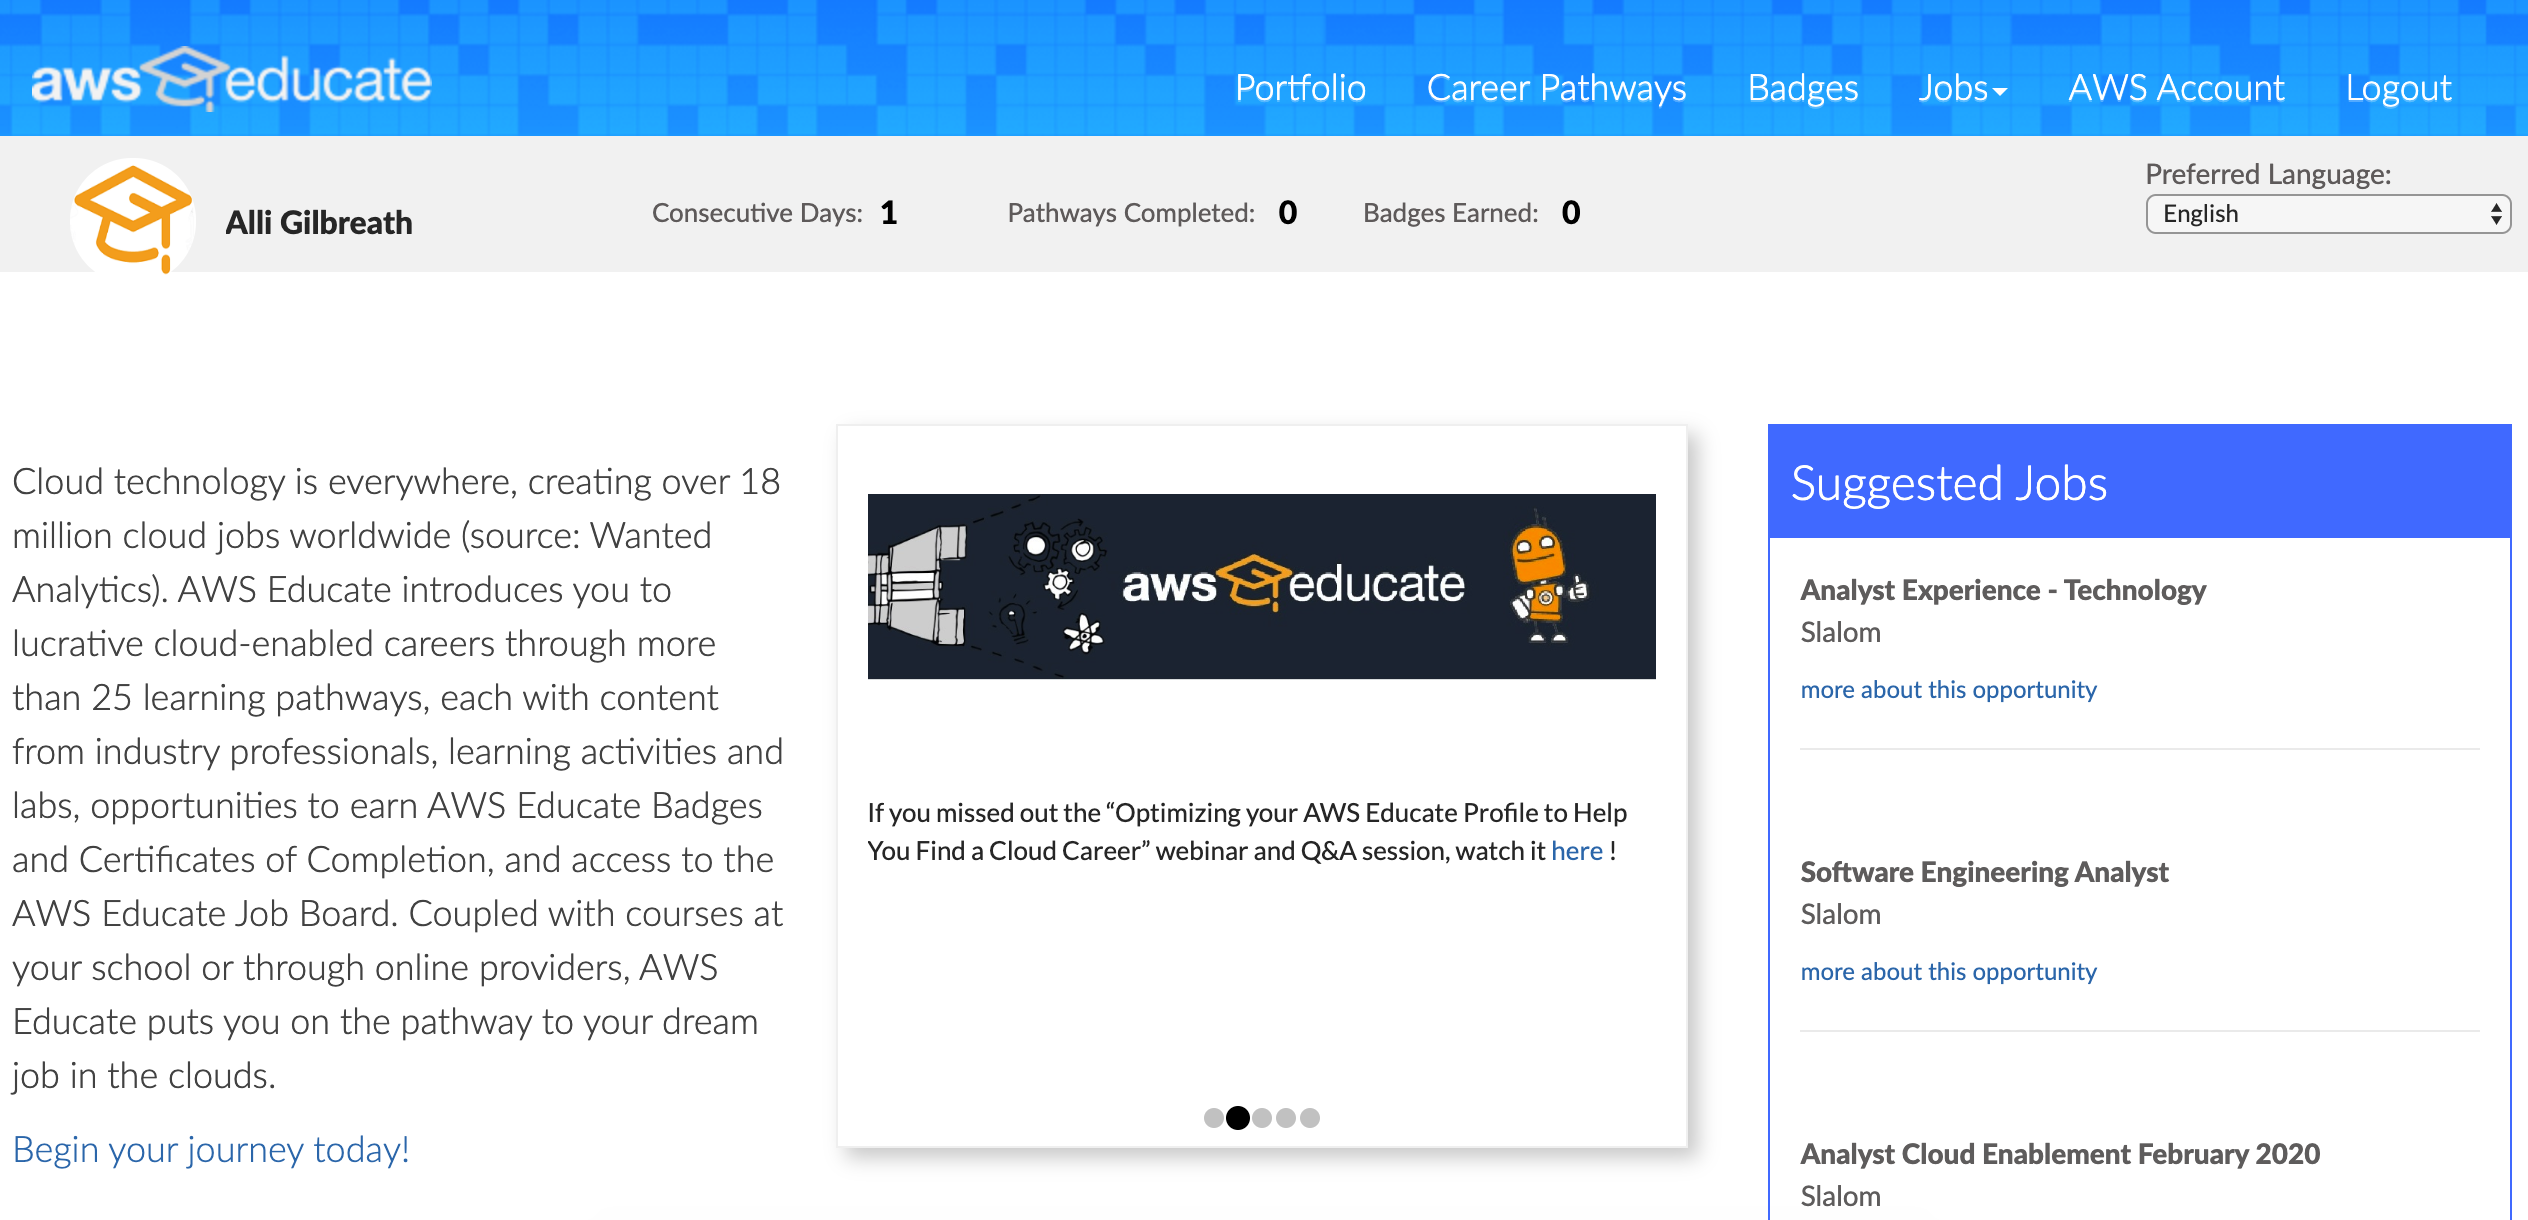 aws educate
Portfolio Career Pathways Badges Jobs AWS Account Logout
Alli Gilbreath
Consecutive Days: 1 Pathways Completed: 0 Badges Earned: 0
Preferred Language:
English
Cloud technology is everywhere, creating over 18
million cloud jobs worldwide (source: Wanted
Analytics). AWS Educate introduces you to
lucrative cloud-enabled careers through more
than 25 learning pathways, each with content
from industry professionals, learning activities and
labs, opportunities to earn AWS Educate Badges
and Certificates of Completion, and access to the
AWS Educate Job Board. Coupled with courses at
your school or through online providers, AWS
Educate puts you on the pathway to your dream
job in the clouds.
Begin your journey today!
aws educate
If you missed out the “Optimizing your AWS Educate Profile to Help
You Find a Cloud Career” webinar and Q&A session, watch it here !
Suggested Jobs
Analyst Experience - Technology
Slalom
more about this opportunity
Software Engineering Analyst
Slalom
more about this opportunity
Analyst Cloud Enablement February 2020
Slalom